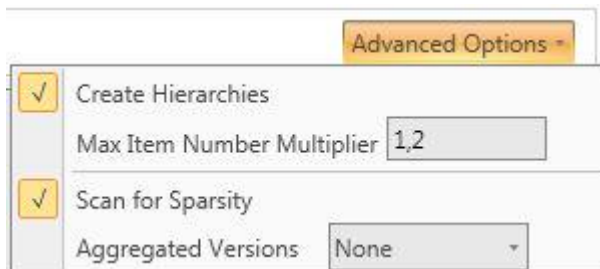 Advanced Options
√ Create Hierarchies
Max Item Number Multiplier 1,2
√ Scan for Sparsity
Aggregated Versions None